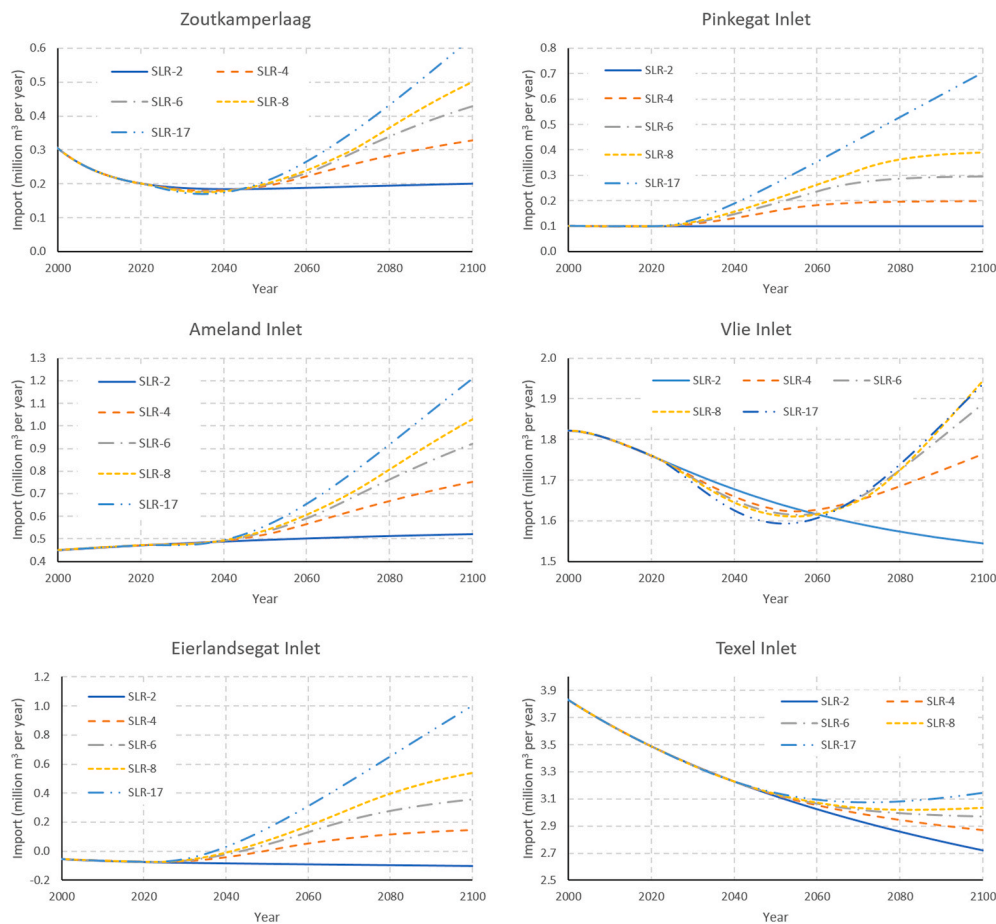 Zoutkamperlaag
Import (million m³ per year)
0.6
0.5
0.4
0.3
0.2
0.1
0.0
SLR-2 SLR-4
SLR-6 SLR-8
SLR-17
2000 2020 2040 2060 2080 2100
Year
Pinkegat Inlet
Import (million m³ per year)
0.8
0.7
0.6
0.5
0.4
0.3
0.2
0.1
0.0
SLR-2
SLR-4
SLR-6
SLR-8
SLR-17
2000 2020 2040 2060 2080 2100
Year
Ameland Inlet
Import (million m³ per year)
1.3
1.2
1.1
1.0
0.9
0.8
0.7
0.6
0.5
0.4
SLR-2
SLR-4
SLR-6
SLR-8
SLR-17
2000 2020 2040 2060 2080 2100
Year
Vlie Inlet
Import (million m³ per year)
2.0
1.9
1.8
1.7
1.6
1.5
SLR-2 SLR-4 SLR-6
SLR-8 SLR-17
2000 2020 2040 2060 2080 2100
Year
Eierlandsegat Inlet
Import (million m³ per year)
1.2
1.0
0.8
0.6
0.4
0.2
0.0
-0.2
SLR-2
SLR-4
SLR-6
SLR-8
SLR-17
2000 2020 2040 2060 2080 2100
Year
Texel Inlet
Import (million m³ per year)
3.9
3.7
3.5
3.3
3.1
2.9
2.7
2.5
SLR-2 SLR-4
SLR-6 SLR-8
SLR-17
2000 2020 2040 2060 2080 2100
Year